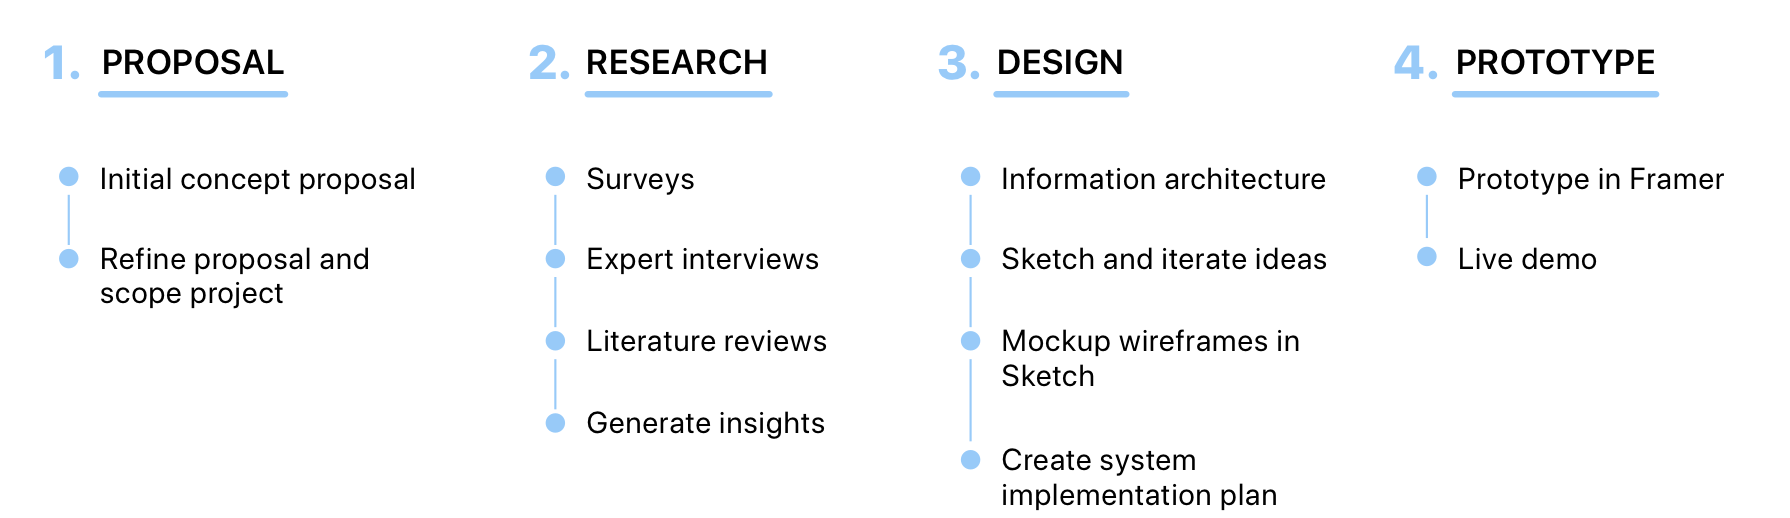 1. PROPOSAL
Initial concept proposal
Refine proposal and
scope project
2. RESEARCH
Surveys
Expert interviews
Literature reviews
Generate insights
3. DESIGN
Information architecture
Sketch and iterate ideas
Mockup wireframes in
Sketch
Create system
implementation plan
4. PROTOTYPE
Prototype in Framer
Live demo